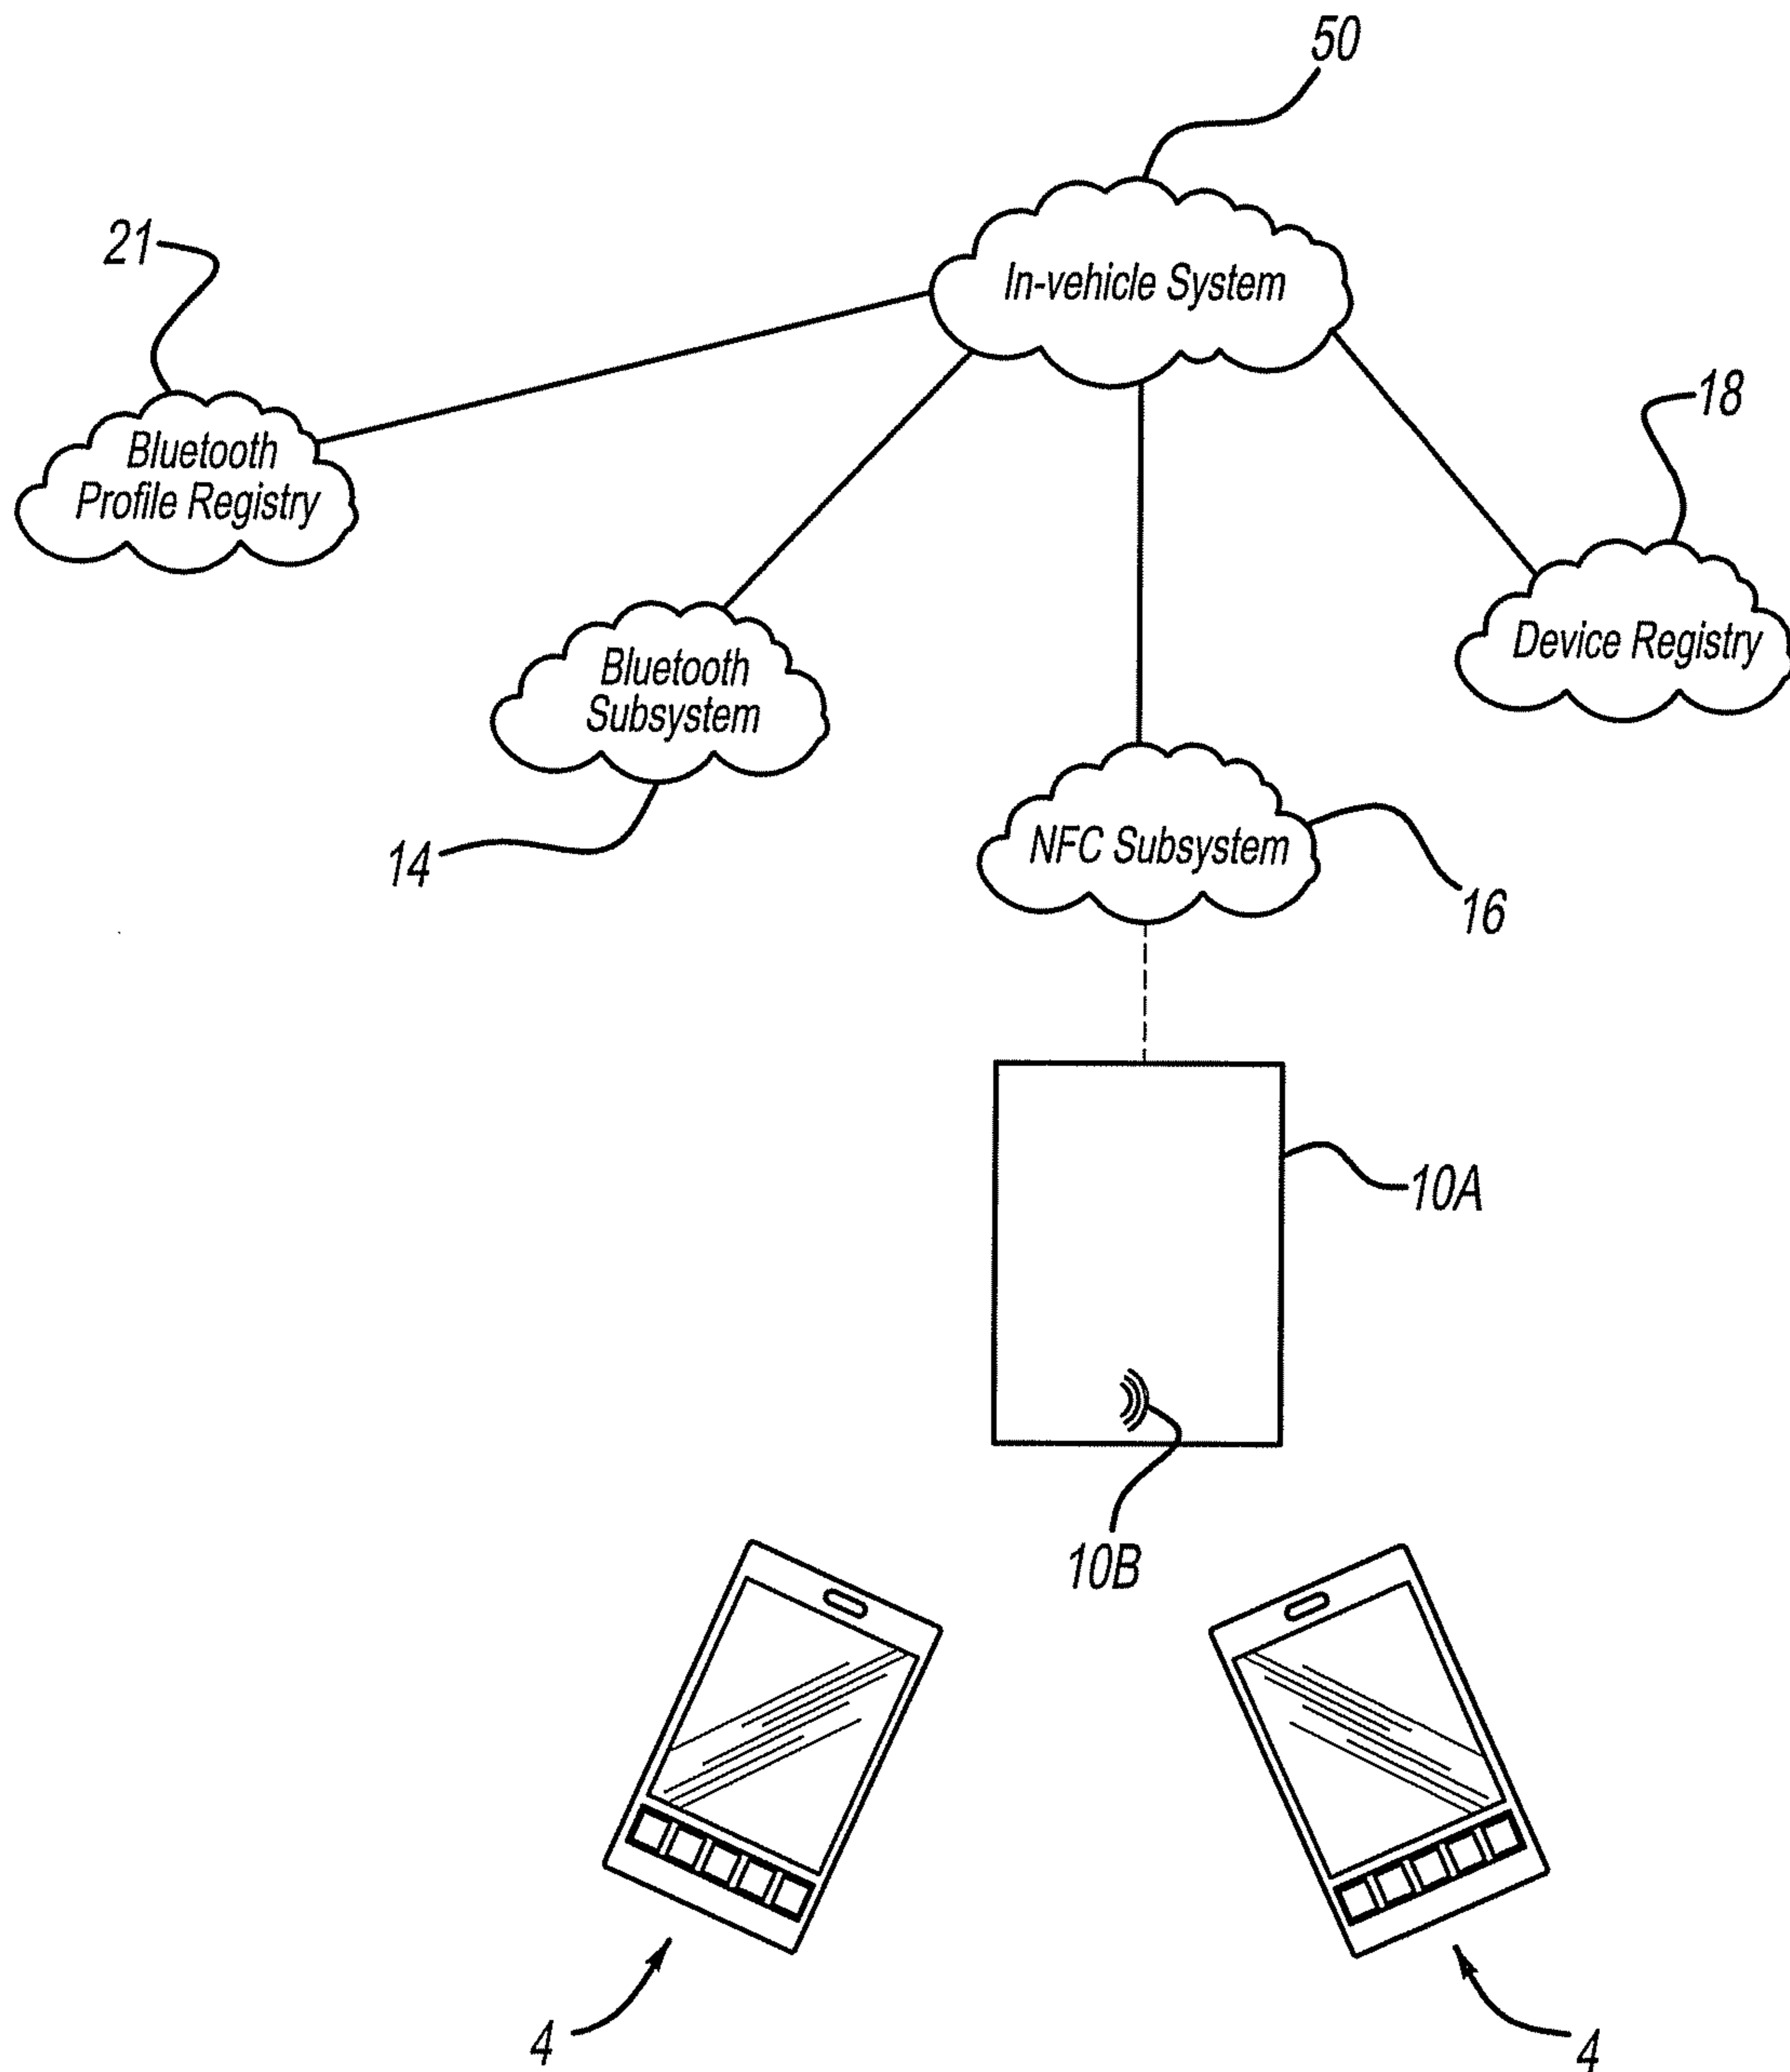 50
21
In-vehicle System
18
Bluetooth
Profile Registry
Device Registry
Bluetooth
Subsystem
14
NFC Subsystem
16
10A
10B
4
4